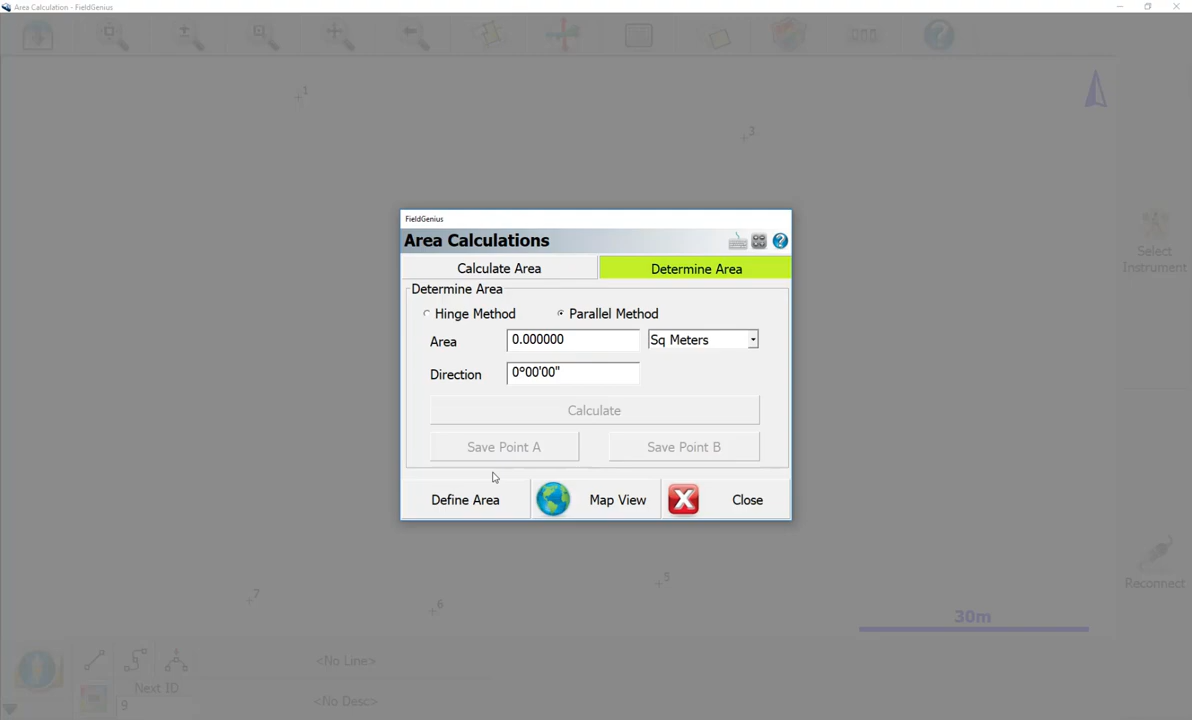 Area Calculation - FieldGenius
1
3
Select
Instrument
FieldGenius
Area Calculations
Calculate Area
Determine Area
Determine Area
Hinge Method
Parallel Method
Area
0.000000
Sq Meters
Direction
0°00'00"
Calculate
Save Point A
Save Point B
Define Area
Map View
Close
5
7
6
Reconnect
30m
<No Line>
Next ID
9
<No Desc>